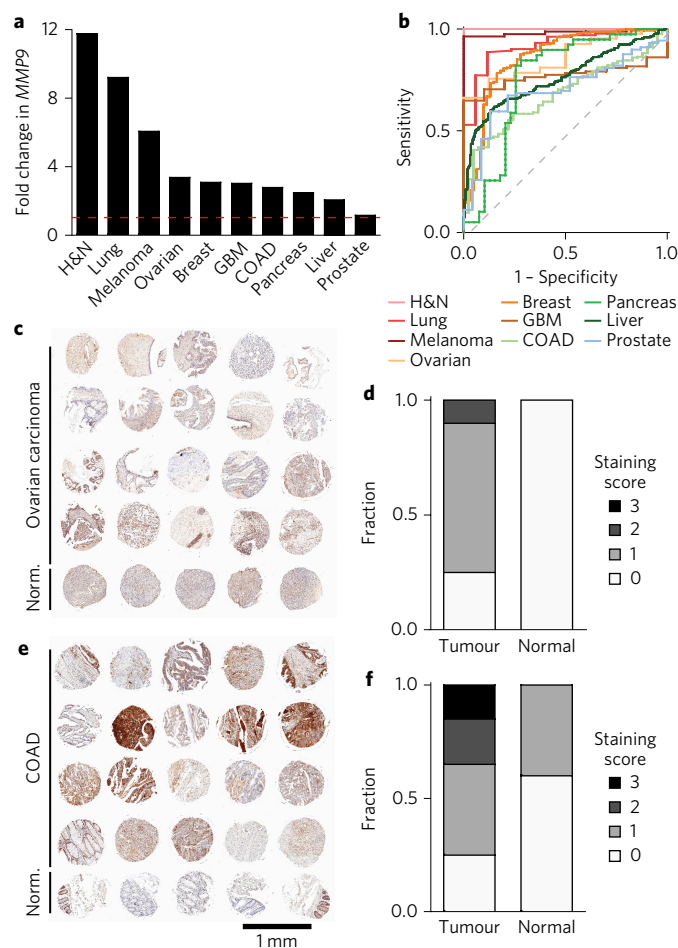 a
Fold change in MMP9
12
8
4
0
H&N
Lung
Melanoma
Ovarian
Breast
GBM
COAD
Pancreas
Liver
Prostate
b
Sensitivity
1.0
0.5
0.0
0.0
0.5
1.0
1 – Specificity
H&N
Lung
Melanoma
Ovarian
Breast
GBM
COAD
Pancreas
Liver
Prostate
c
Ovarian carcinoma
Norm.
d
Fraction
1.0
0.5
0.0
Tumour
Normal
Staining
score
3
2
1
0
e
COAD
Norm.
1 mm
f
Fraction
1.0
0.5
0.0
Tumour
Normal
Staining
score
3
2
1
0